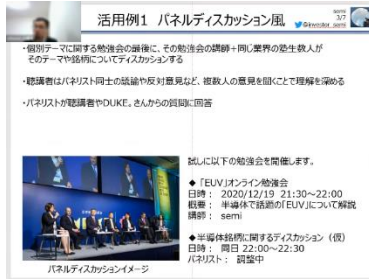 活用例1 パネルディスカッション風
semi
3/7
@investor_semi
・個別テーマに関する勉強会の最後に、その勉強会の講師+同じ業界の塾生数人が
そのテーマや銘柄についてディスカッションする
・聴講者はパネリスト同士の議論や反対意見など、複数人の意見を聞くことで理解を深める
・パネリストが聴講者やDUKE。さんからの質問に回答
試しに以下の勉強会を開催します。
◆「EUV」オンライン勉強会
日時： 2020/12/19 21:30～22:00
概要： 半導体で話題の「EUV」について解説
講師： semi
◆半導体銘柄に関するディスカッション（仮）
日時： 同日 22:00～22:30
パネリスト： 調整中
パネルディスカッションイメージ